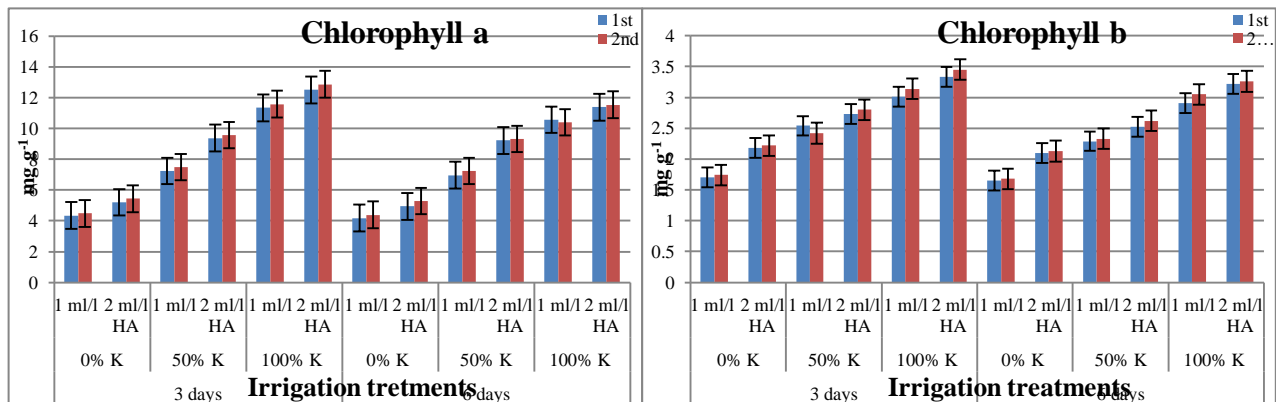 Chlorophyll a
1st
2nd
mg g-1
16
14
12
10
8
6
4
2
0
1 ml/l 2 ml/l HA 1 ml/l 2 ml/l HA 1 ml/l 2 ml/l HA 1 ml/l 2 ml/l HA 1 ml/l 2 ml/l HA 1 ml/l 2 ml/l HA
0% K 50% K 100% K 0% K 50% K 100% K
3 days 6 days
Irrigation tretments
Chlorophyll b
1st
2…
mg g-1
4
3.5
3
2.5
2
1.5
1
0.5
0
1 ml/l 2 ml/l HA 1 ml/l 2 ml/l HA 1 ml/l 2 ml/l HA 1 ml/l 2 ml/l HA 1 ml/l 2 ml/l HA 1 ml/l 2 ml/l HA
0% K 50% K 100% K 0% K 50% K 100% K
3 days 6 days
Irrigation treatments